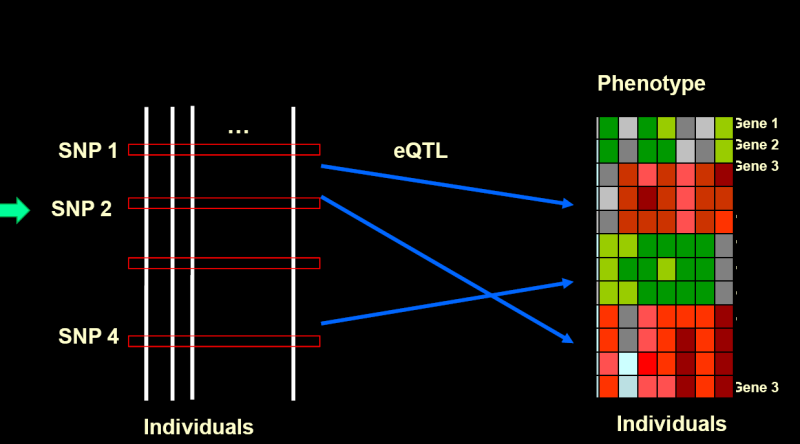 Phenotype
...
SNP 1
eQTL
Gene 1
Gene 2
Gene 3
SNP 2
SNP 4
Gene 3
Individuals
Individuals